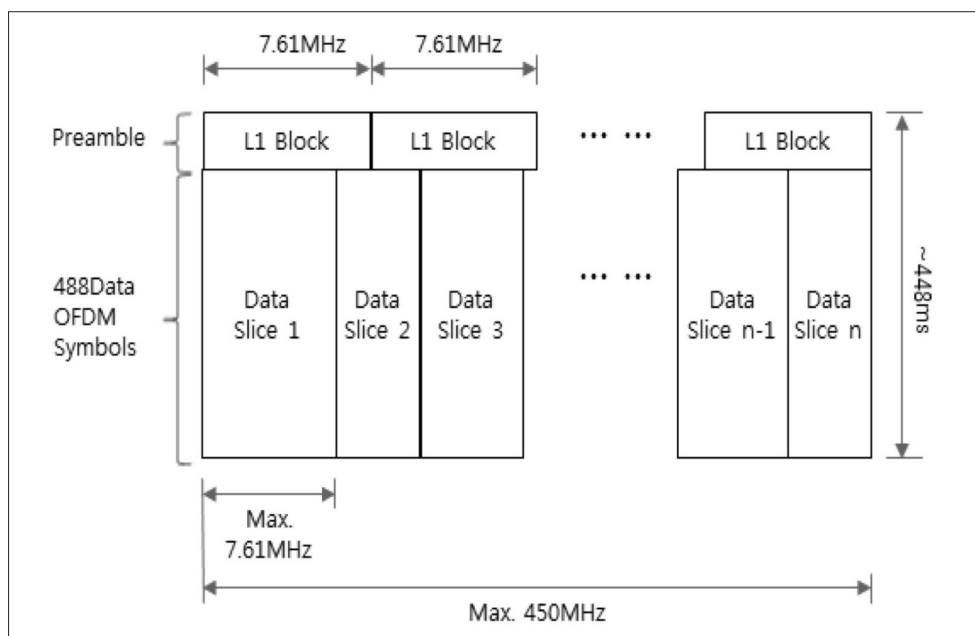 7.61MHz 7.61MHz
Preamble
L1 Block L1 Block ··· ··· L1 Block
488Data
OFDM
Symbols
Data
Slice 1
Data
Slice 2
Data
Slice 3
··· ···
Data
Slice n-1
Data
Slice n
~448ms
Max.
7.61MHz
Max. 450MHz